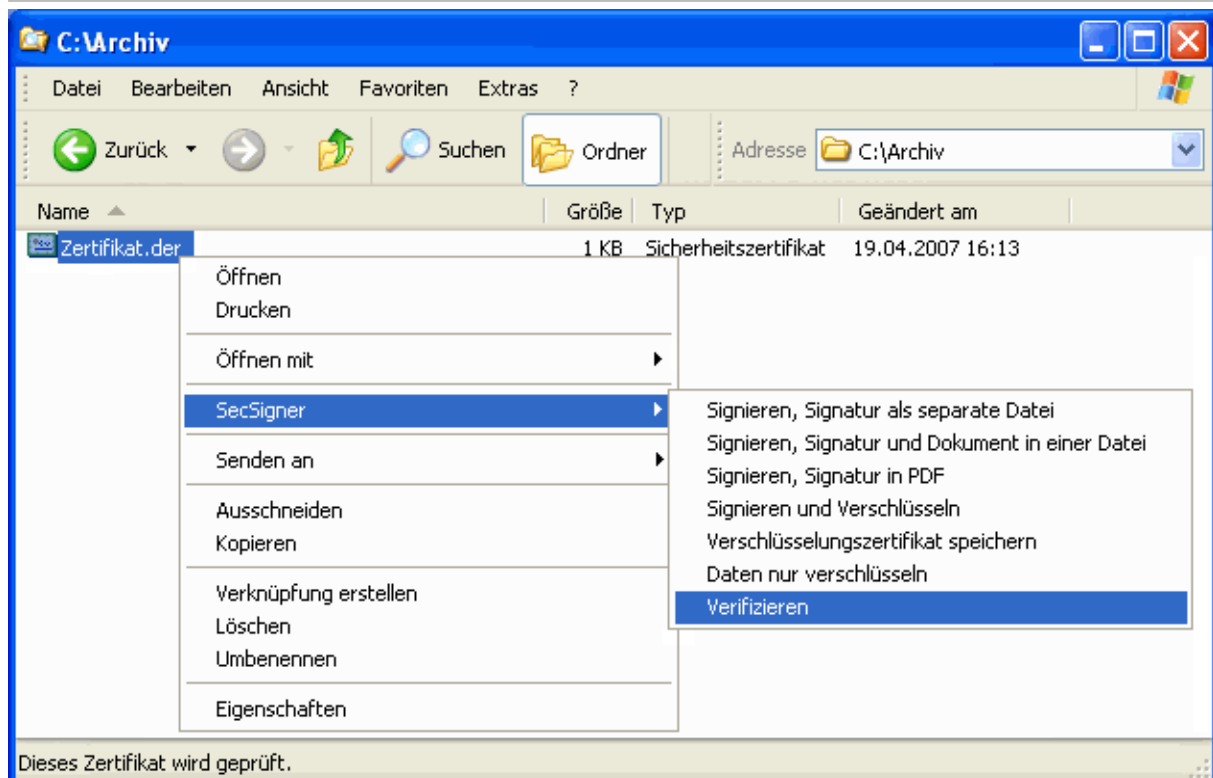 C:\Archiv
Datei Bearbeiten Ansicht Favoriten Extras ?
Zurück Suchen Ordner Adresse C:\Archiv
Name Größe Typ Geändert am
Zertifikat.der 1 KB Sicherheitszertifikat 19.04.2007 16:13
Öffnen
Drucken
Öffnen mit
SecSigner
Senden an
Ausschneiden
Kopieren
Verknüpfung erstellen
Löschen
Umbenennen
Eigenschaften
Signieren, Signatur als separate Datei
Signieren, Signatur und Dokument in einer Datei
Signieren, Signatur in PDF
Signieren und Verschlüsseln
Verschlüsselungszertifikat speichern
Daten nur verschlüsseln
Verifizieren
Dieses Zertifikat wird geprüft.